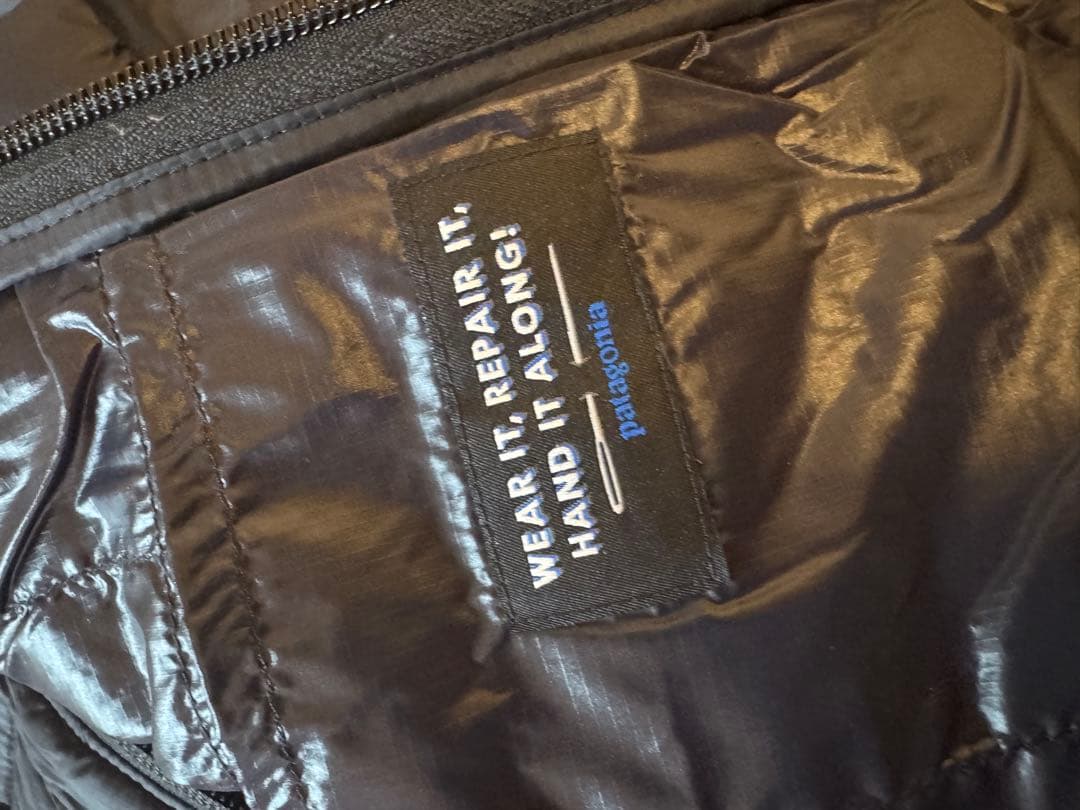 WEAR IT, REPAIR IT,
HAND IT ALONG!
patagonia